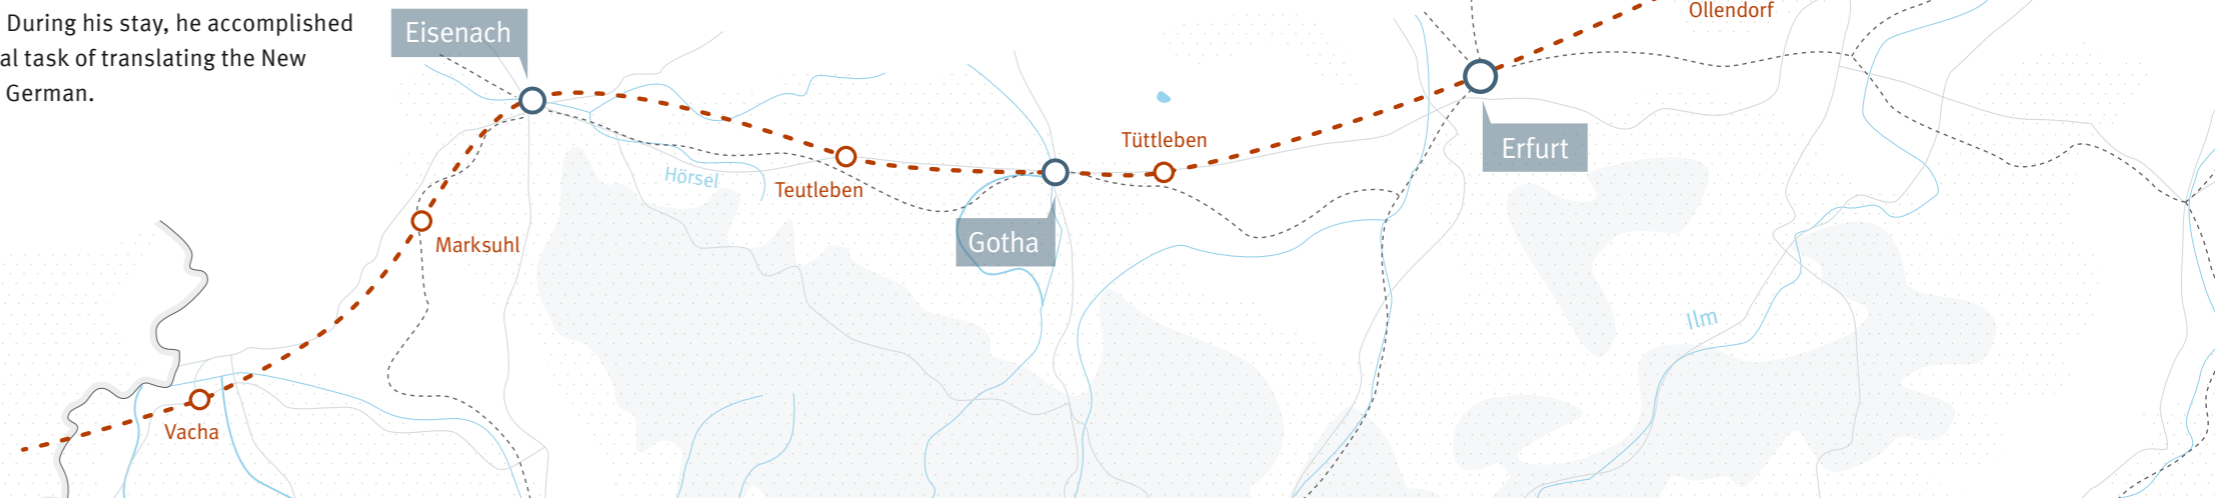 During his stay, he accomplished
al task of translating the New
German.
Eisenach
Ollendorf
Erfurt
Tüttleben
Hörsel
Teutleben
Gotha
Marksuhl
Ilm
Vacha